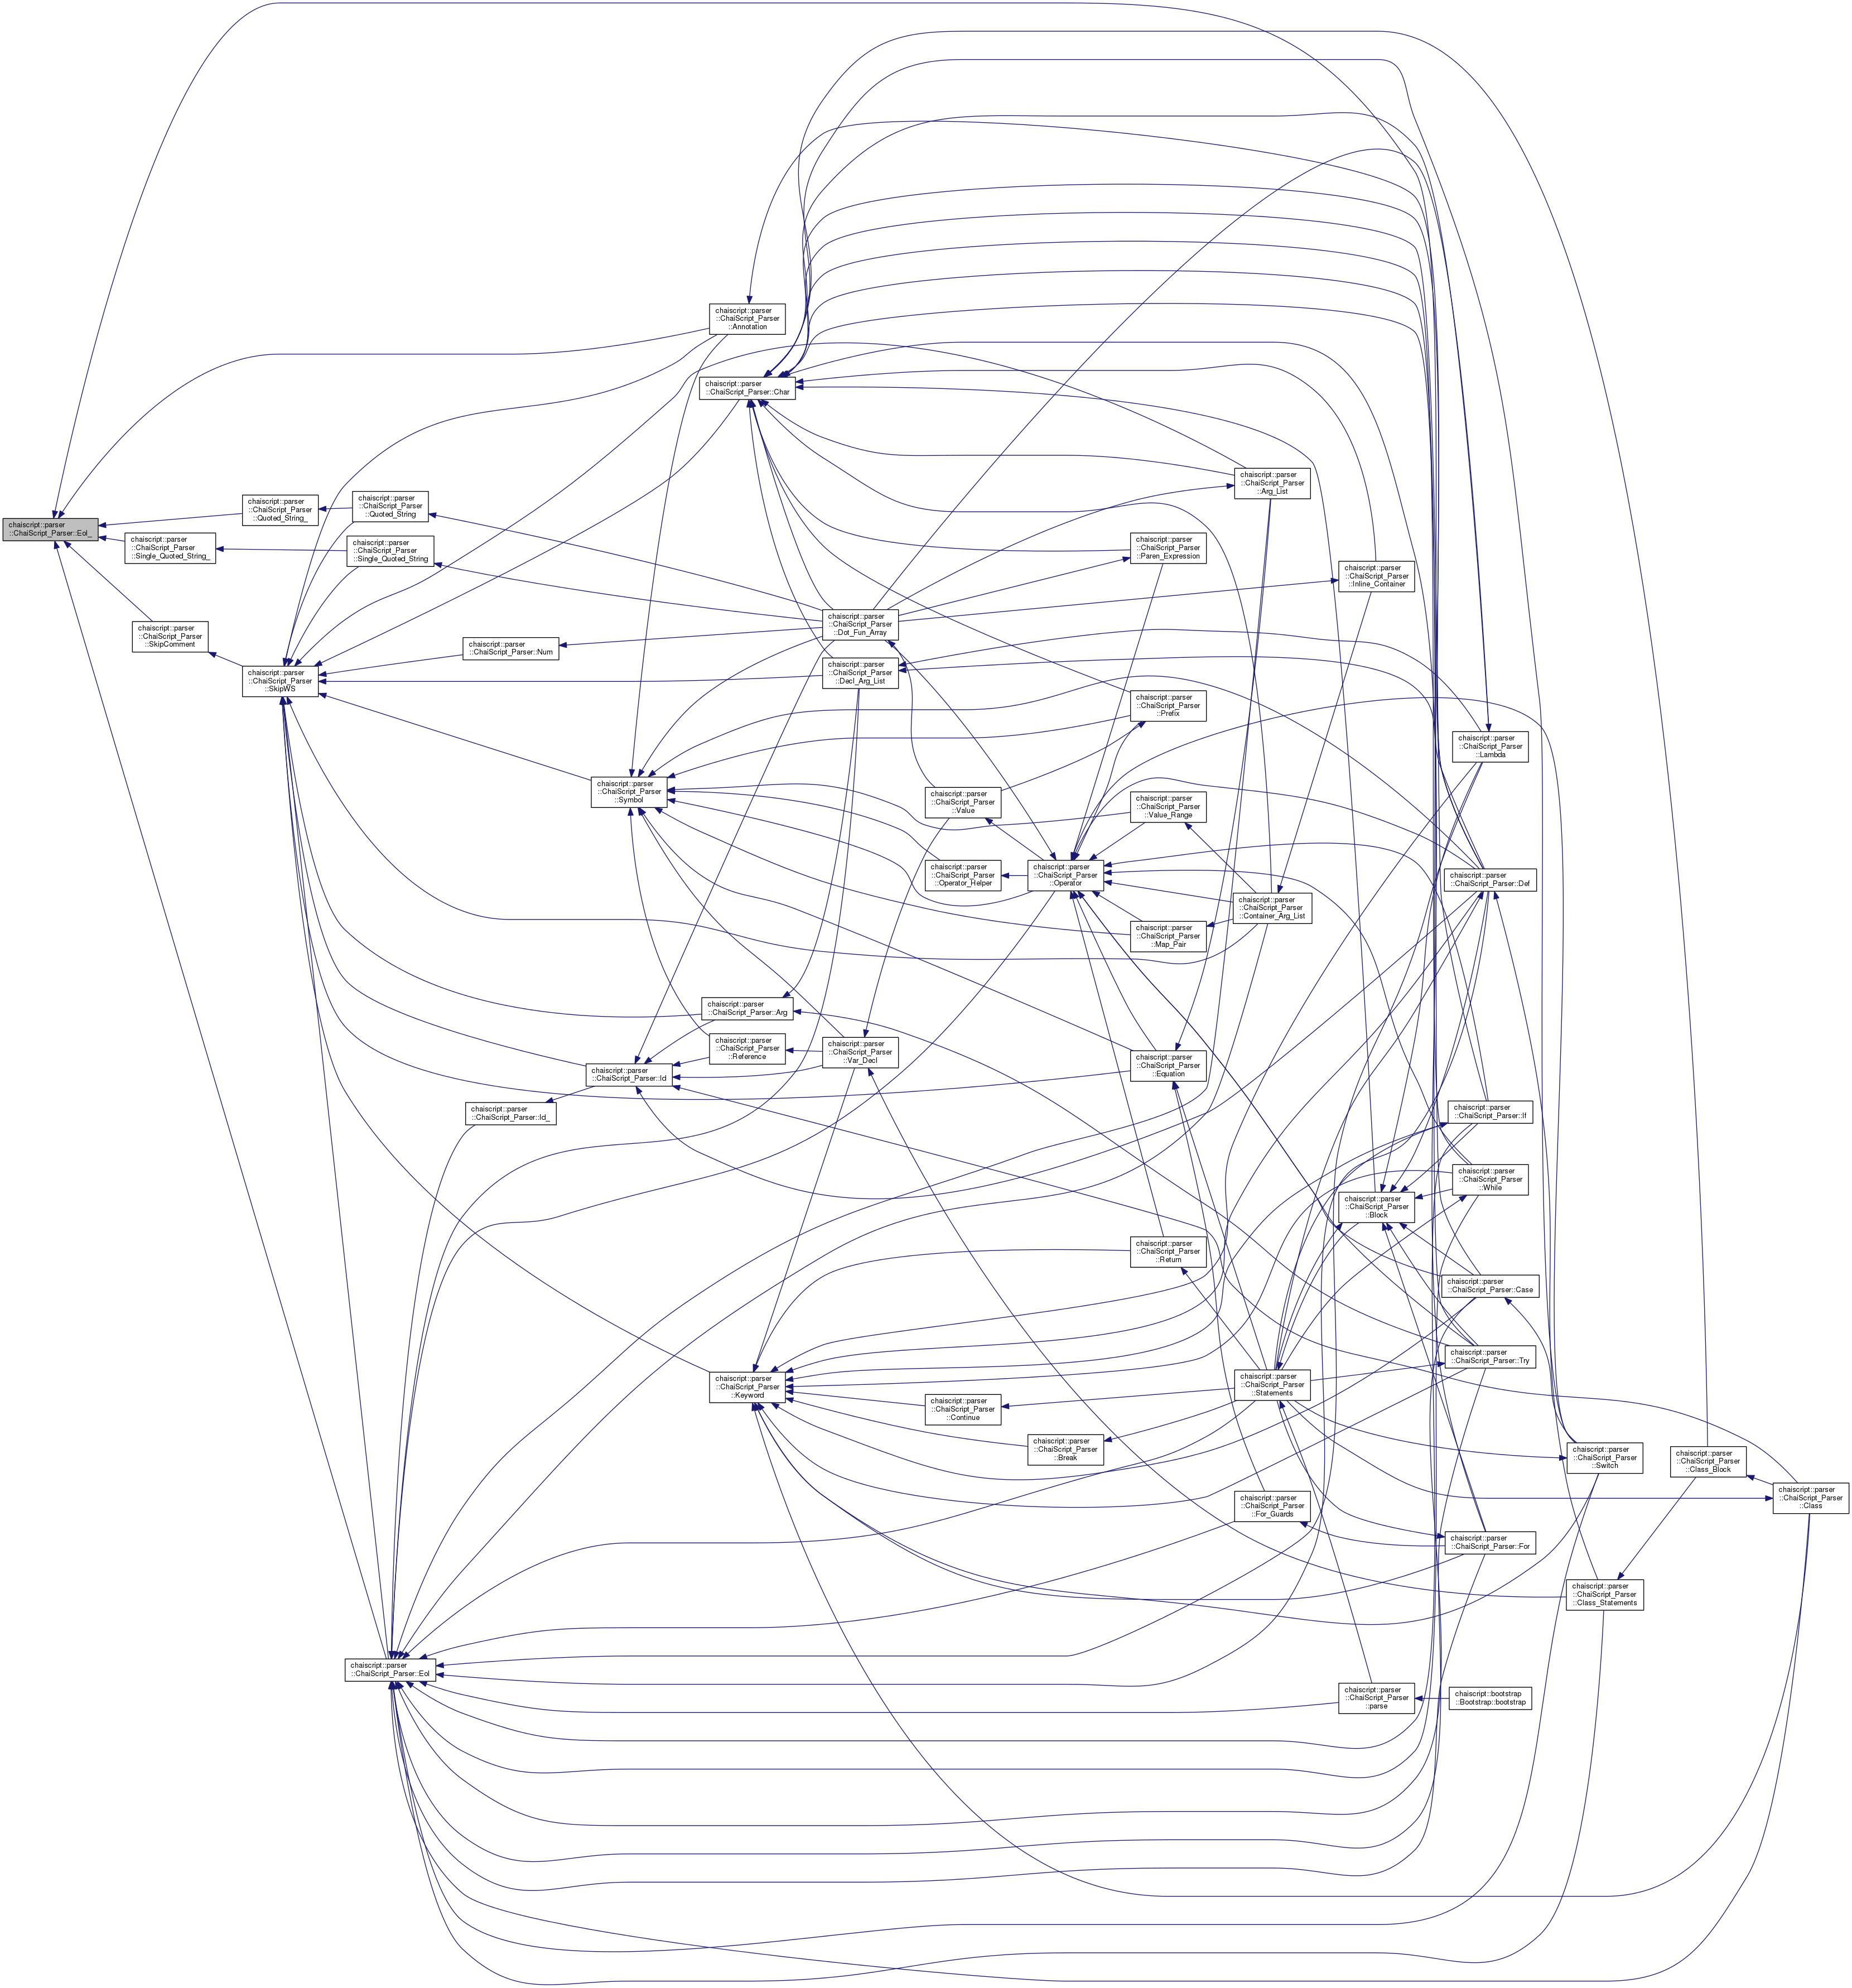 chaiscript::parser
::ChaiScript_Parser::Eol_
chaiscript::parser
::ChaiScript_Parser
::Annotation
chaiscript::parser
::ChaiScript_Parser::Char
chaiscript::parser
::ChaiScript_Parser
::Arg_List
chaiscript::parser
::ChaiScript_Parser
::Quoted_String_
chaiscript::parser
::ChaiScript_Parser
::Quoted_String
chaiscript::parser
::ChaiScript_Parser
::Single_Quoted_String_
chaiscript::parser
::ChaiScript_Parser
::Single_Quoted_String
chaiscript::parser
::ChaiScript_Parser
::Paren_Expression
chaiscript::parser
::ChaiScript_Parser
::Inline_Container
chaiscript::parser
::ChaiScript_Parser
::SkipComment
chaiscript::parser
::ChaiScript_Parser
::Dot_Fun_Array
chaiscript::parser
::ChaiScript_Parser::Num
chaiscript::parser
::ChaiScript_Parser
::SkipWS
chaiscript::parser
::ChaiScript_Parser
::Decl_Arg_List
chaiscript::parser
::ChaiScript_Parser
::Prefix
chaiscript::parser
::ChaiScript_Parser
::Lambda
chaiscript::parser
::ChaiScript_Parser
::Symbol
chaiscript::parser
::ChaiScript_Parser
::Value
chaiscript::parser
::ChaiScript_Parser
::Value_Range
chaiscript::parser
::ChaiScript_Parser
::Operator_Helper
chaiscript::parser
::ChaiScript_Parser
::Operator
chaiscript::parser
::ChaiScript_Parser::Def
chaiscript::parser
::ChaiScript_Parser
::Container_Arg_List
chaiscript::parser
::ChaiScript_Parser
::Map_Pair
chaiscript::parser
::ChaiScript_Parser::Arg
chaiscript::parser
::ChaiScript_Parser
::Reference
chaiscript::parser
::ChaiScript_Parser
::Var_Decl
chaiscript::parser
::ChaiScript_Parser::Id
chaiscript::parser
::ChaiScript_Parser
::Equation
chaiscript::parser
::ChaiScript_Parser::Id_
chaiscript::parser
::ChaiScript_Parser::If
chaiscript::parser
::ChaiScript_Parser
::While
chaiscript::parser
::ChaiScript_Parser
::Block
chaiscript::parser
::ChaiScript_Parser
::Return
chaiscript::parser
::ChaiScript_Parser::Case
chaiscript::parser
::ChaiScript_Parser::Try
chaiscript::parser
::ChaiScript_Parser
::Keyword
chaiscript::parser
::ChaiScript_Parser
::Statements
chaiscript::parser
::ChaiScript_Parser
::Continue
chaiscript::parser
::ChaiScript_Parser
::Break
chaiscript::parser
::ChaiScript_Parser
::Switch
chaiscript::parser
::ChaiScript_Parser
::Class_Block
chaiscript::parser
::ChaiScript_Parser
::Class
chaiscript::parser
::ChaiScript_Parser
::For_Guards
chaiscript::parser
::ChaiScript_Parser::For
chaiscript::parser
::ChaiScript_Parser
::Class_Statements
chaiscript::parser
::ChaiScript_Parser::Eol
chaiscript::parser
::ChaiScript_Parser
::parse
chaiscript::bootstrap
::Bootstrap::bootstrap